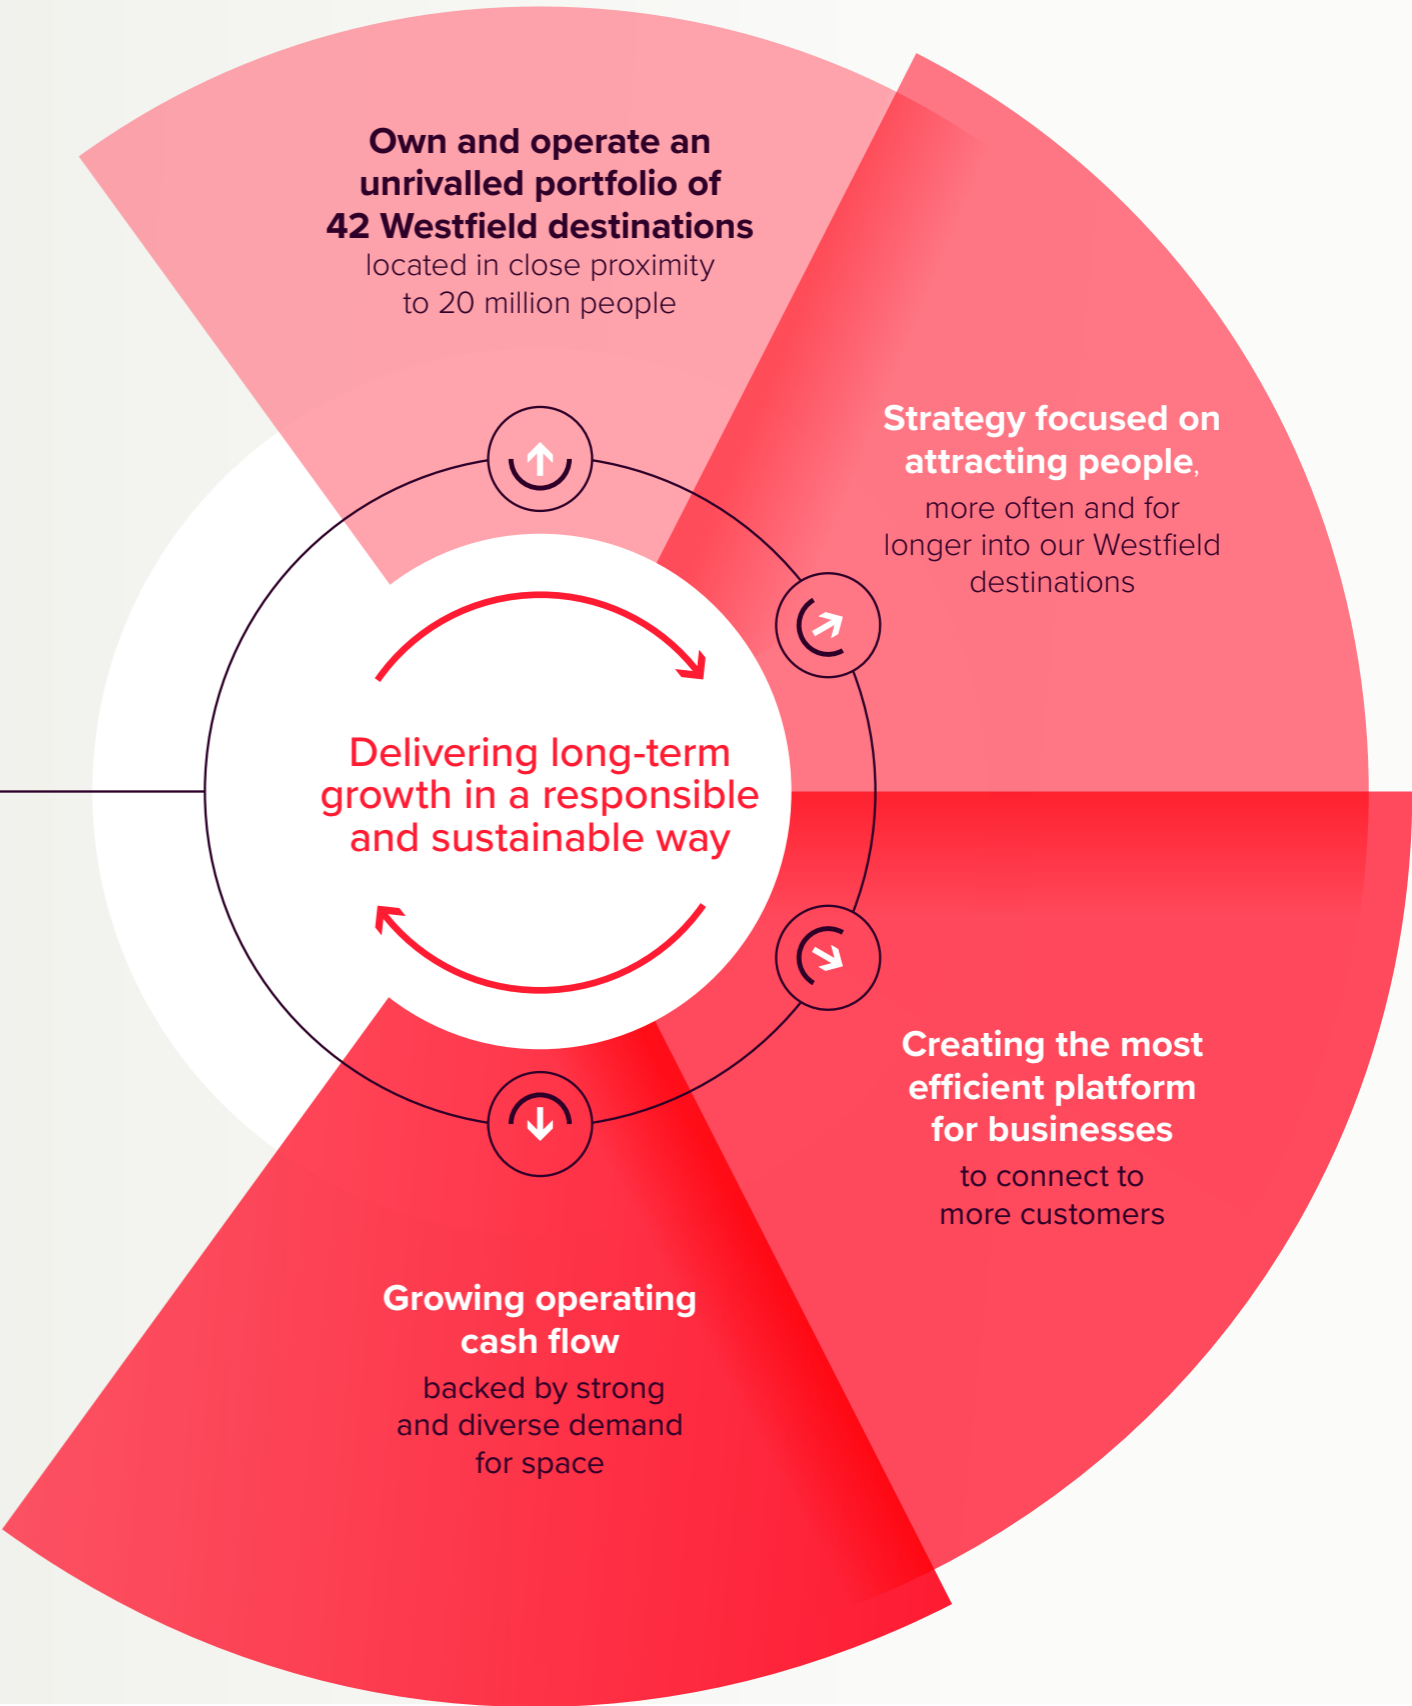 Own and operate an
unrivalled portfolio of
42 Westfield destinations
located in close proximity
to 20 million people
Strategy focused on
attracting people,
more often and for
longer into our Westfield
destinations
Delivering long-term
growth in a responsible
and sustainable way
Creating the most
efficient platform
for businesses
to connect to
more customers
Growing operating
cash flow
backed by strong
and diverse demand
for space